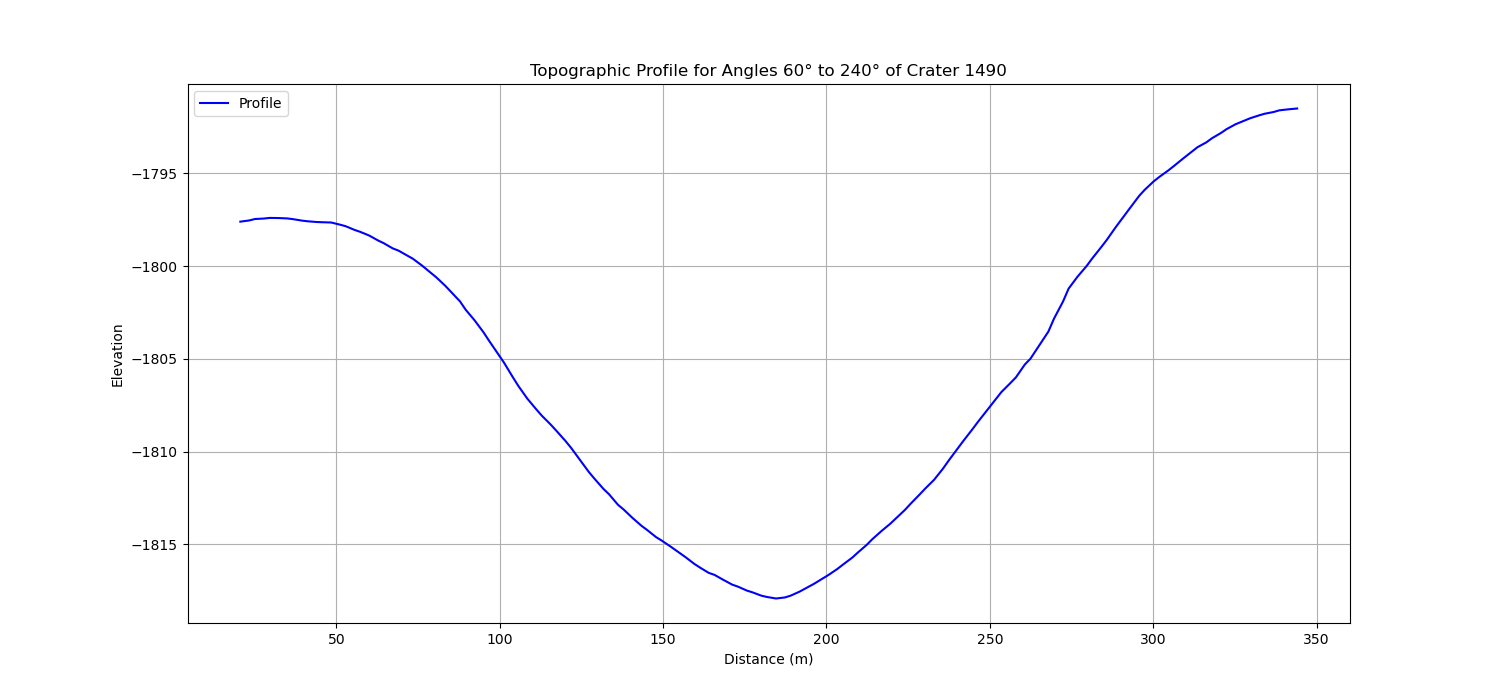 Topographic Profile for Angles 60° to 240° of Crater 1490
Profile
Elevation
−1795
−1800
−1805
−1810
−1815
50 100 150 200 250 300 350
Distance (m)